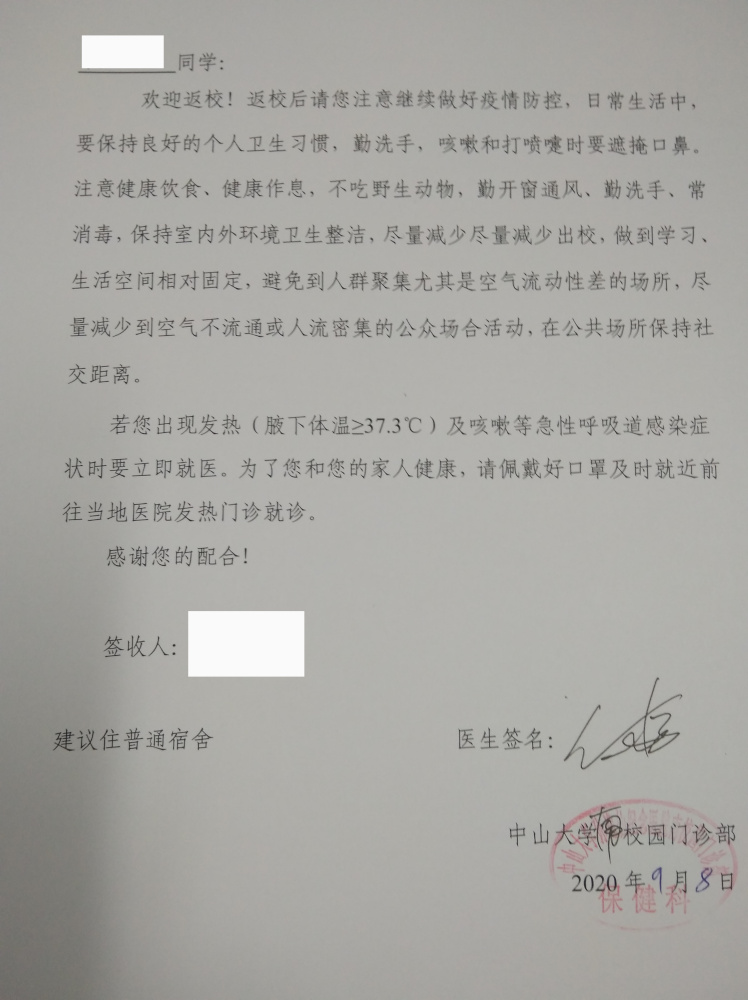 同学：
欢迎返校！返校后请您注意继续做好疫情防控，日常生活中，
要保持良好的个人卫生习惯，勤洗手，咳嗽和打喷嚏时要遮掩口鼻。
注意健康饮食、健康作息，不吃野生动物，勤开窗通风、勤洗手、常
消毒，保持室内外环境卫生整洁，尽量减少尽量减少出校，做到学习、
生活空间相对固定，避免到人群聚集尤其是空气流动性差的场所，尽
量减少到空气不流通或人流密集的公众场合活动，在公共场所保持社
交距离。
若您出现发热（腋下体温≥37.3℃）及咳嗽等急性呼吸道感染症
状时要立即就医。为了您和您的家人健康，请佩戴好口罩及时就近前
往当地医院发热门诊就诊。
感谢您的配合！
签收人：
建议住普通宿舍
医生签名：
中山大学南校园门诊部
2020 年 9 月 8 日
保健科